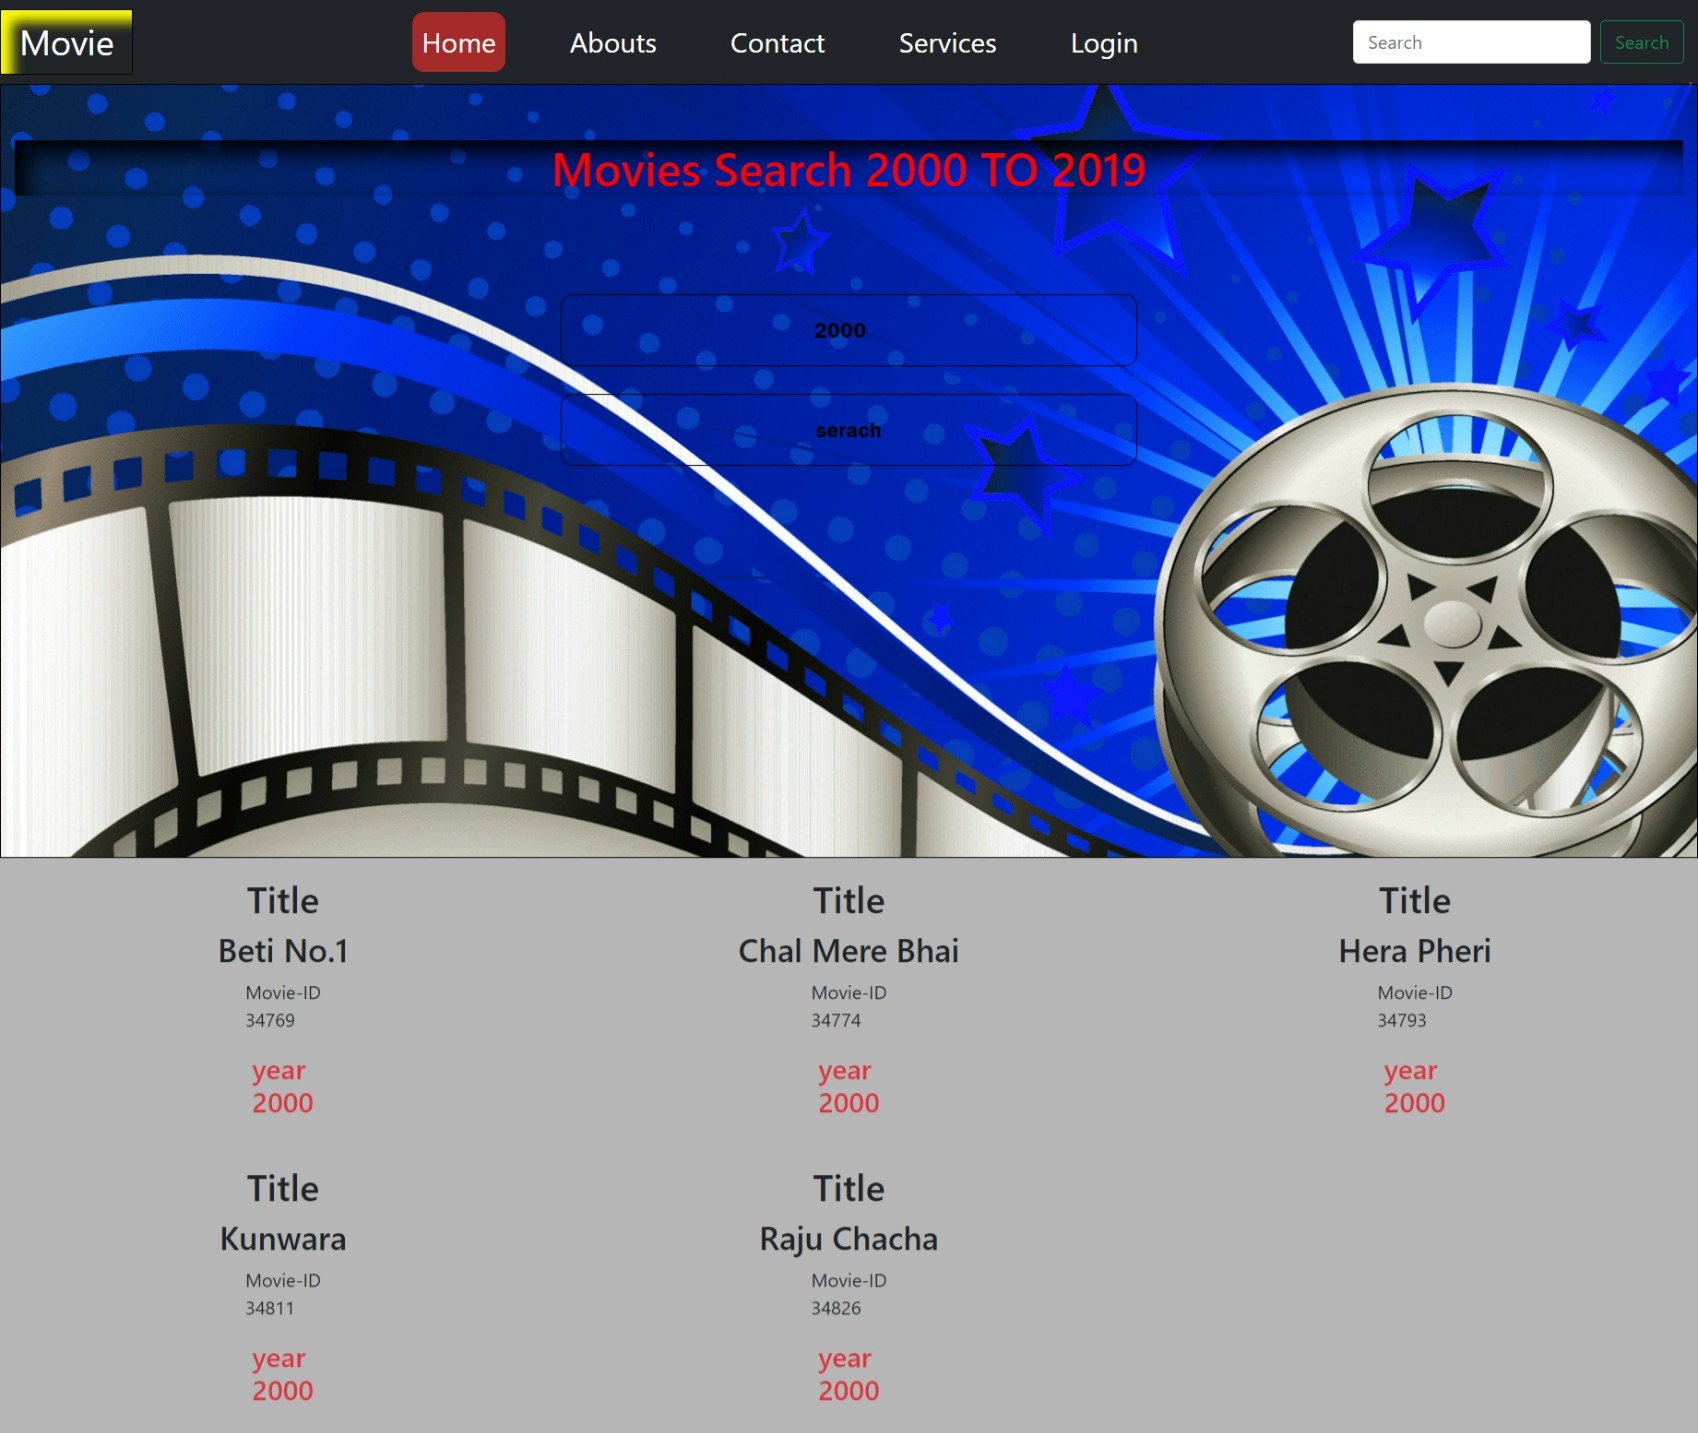 Movie Home Abouts Contact Services Login Search Search
Movies Search 2000 TO 2019
2000
serach
Title Title Title
Beti No.1 Chal Mere Bhai Hera Pheri
Movie-ID Movie-ID Movie-ID
34769 34774 34793
year year year
2000 2000 2000
Title Title
Kunwara Raju Chacha
Movie-ID Movie-ID
34811 34826
year year
2000 2000